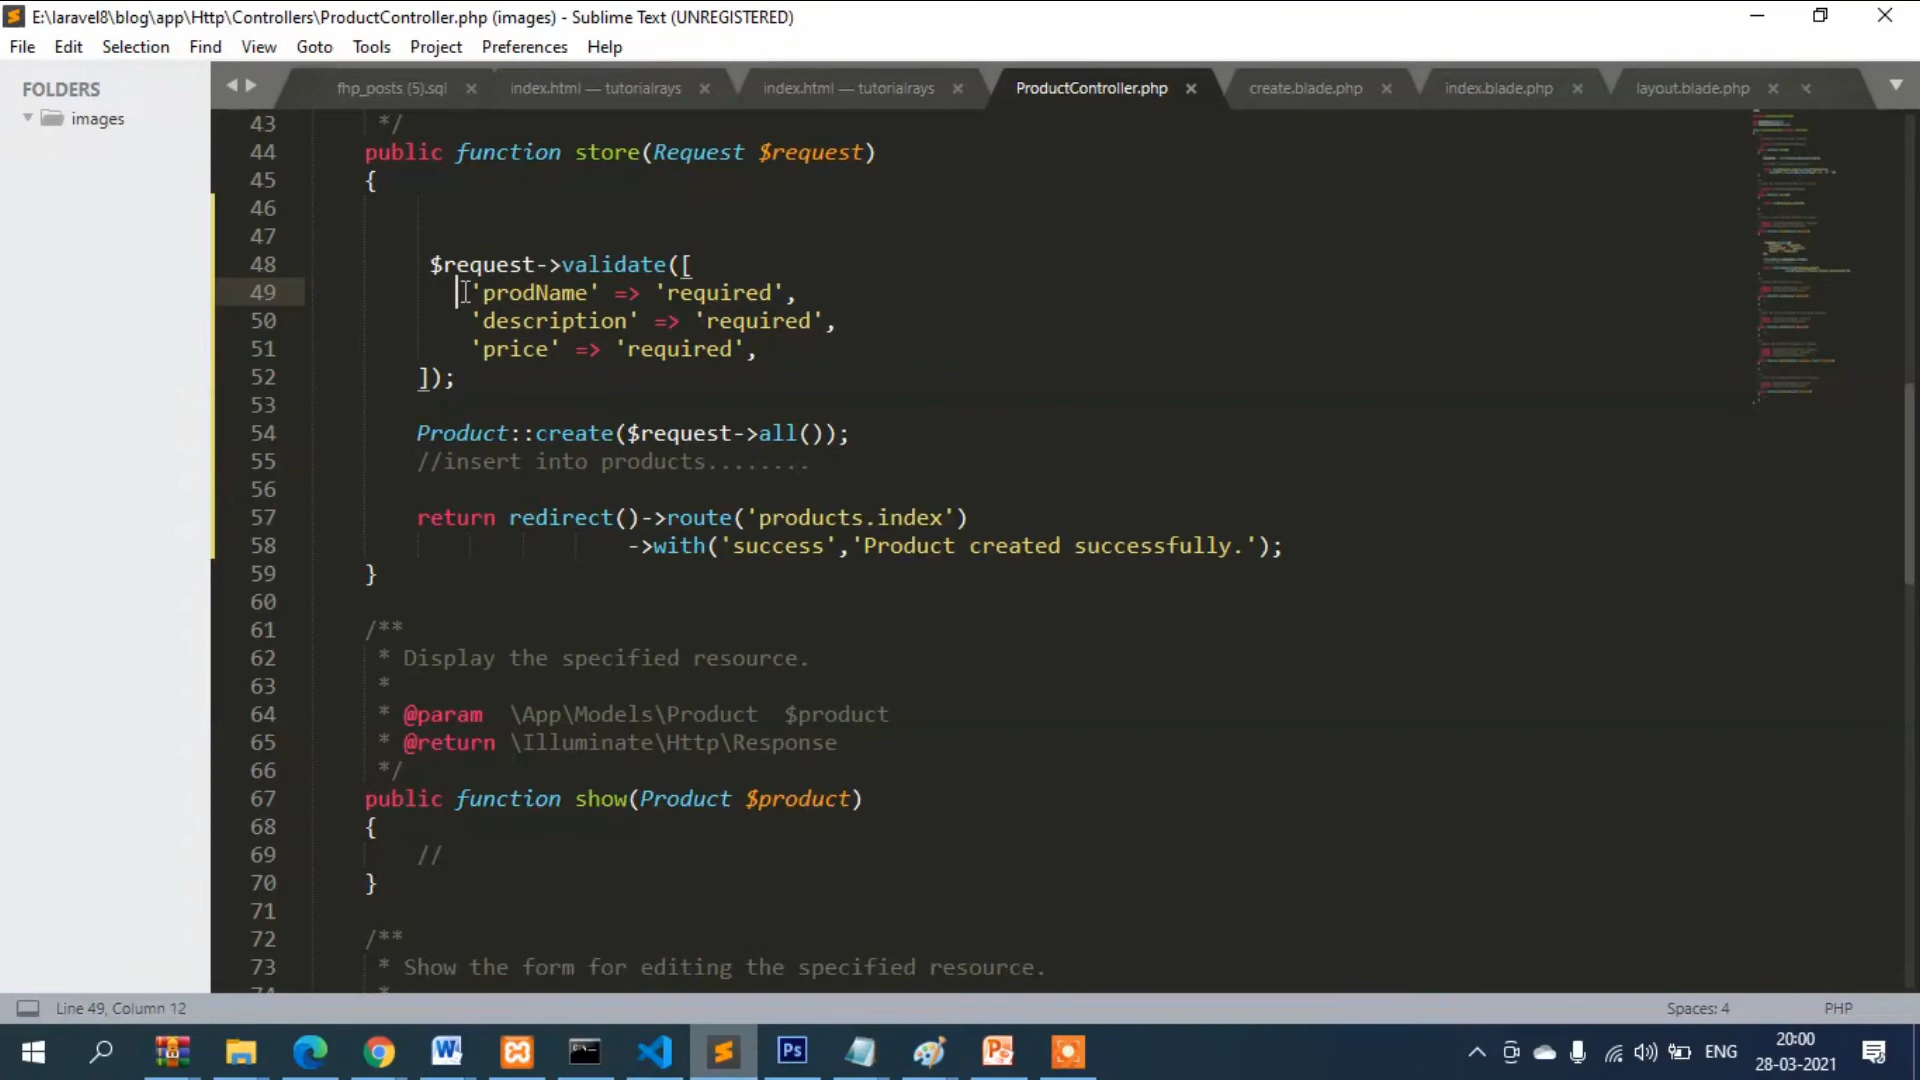 E:\laravel8\blog\app\Http\Controllers\ProductController.php (images) - Sublime Text (UNREGISTERED)
File Edit Selection Find View Goto Tools Project Preferences Help
FOLDERS
images
fhp_posts (5).sql
index.html — tutorialrays
index.html — tutorialrays
ProductController.php
create.blade.php
index.blade.php
layout.blade.php
43 */
44 public function store(Request $request)
45 {
46
47
48 $request->validate([
49 'prodName' => 'required',
50 'description' => 'required',
51 'price' => 'required',
52 ]);
53
54 Product::create($request->all());
55 //insert into products........
56
57 return redirect()->route('products.index')
58 ->with('success','Product created successfully.');
59 }
60
61 /**
62 * Display the specified resource.
63 *
64 * @param \App\Models\Product $product
65 * @return \Illuminate\Http\Response
66 */
67 public function show(Product $product)
68 {
69 //
70 }
71
72 /**
73 * Show the form for editing the specified resource.
74 *
Line 49, Column 12
Spaces: 4
PHP
W
Ps
P
ENG
20:00
28-03-2021